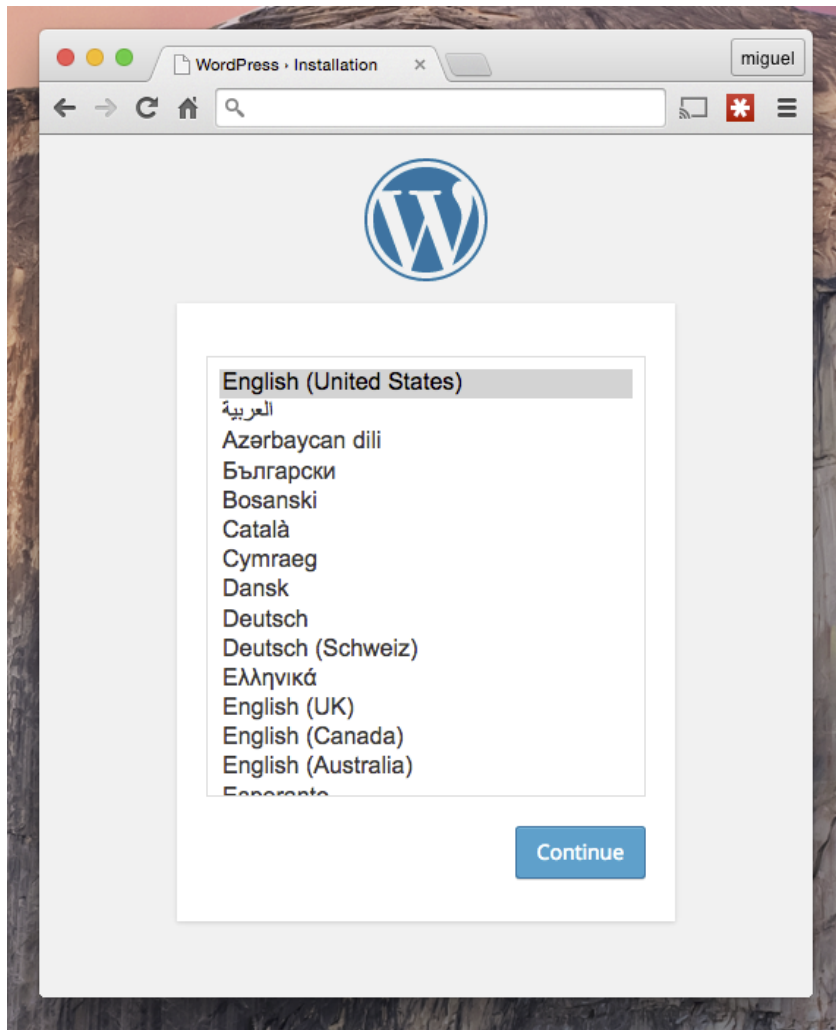 WordPress › Installation
miguel
English (United States)
العربية
Azərbaycan dili
Български
Bosanski
Català
Cymraeg
Dansk
Deutsch
Deutsch (Schweiz)
Ελληνικά
English (UK)
English (Canada)
English (Australia)
Esperanto
Continue